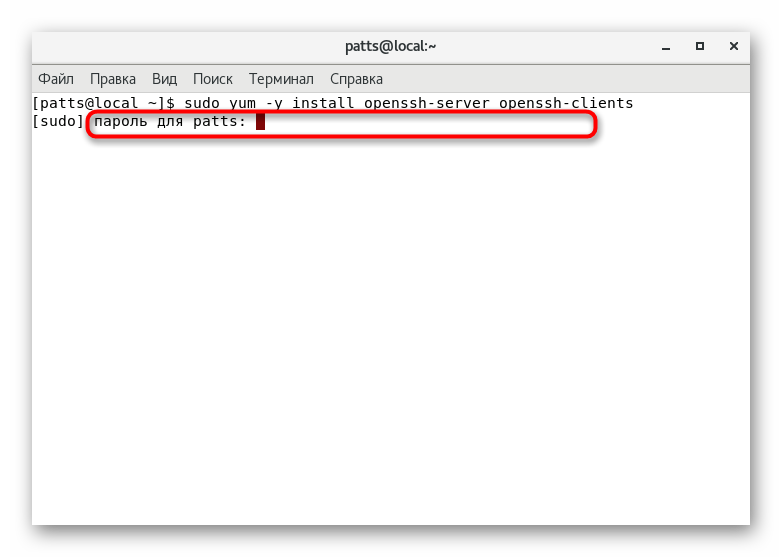 patts@local:~
Файл Правка Вид Поиск Терминал Справка
[patts@local ~]$ sudo yum -y install openssh-server openssh-clients
[sudo] пароль для patts: